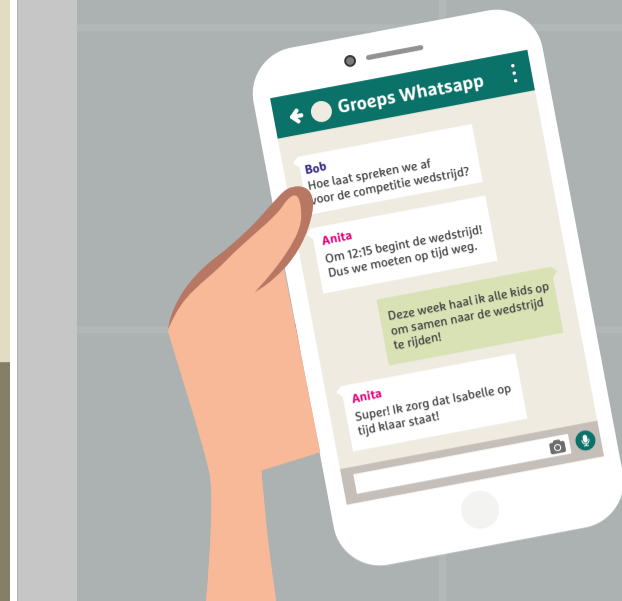 Groeps Whatsapp
Bob
Hoe laat spreken we af
voor de competitie wedstrijd?
Anita
Om 12:15 begint de wedstrijd!
Dus we moeten op tijd weg.
Deze week haal ik alle kids op
om samen naar de wedstrijd
te rijden!
Anita
Super! Ik zorg dat Isabelle op
tijd klaar staat!